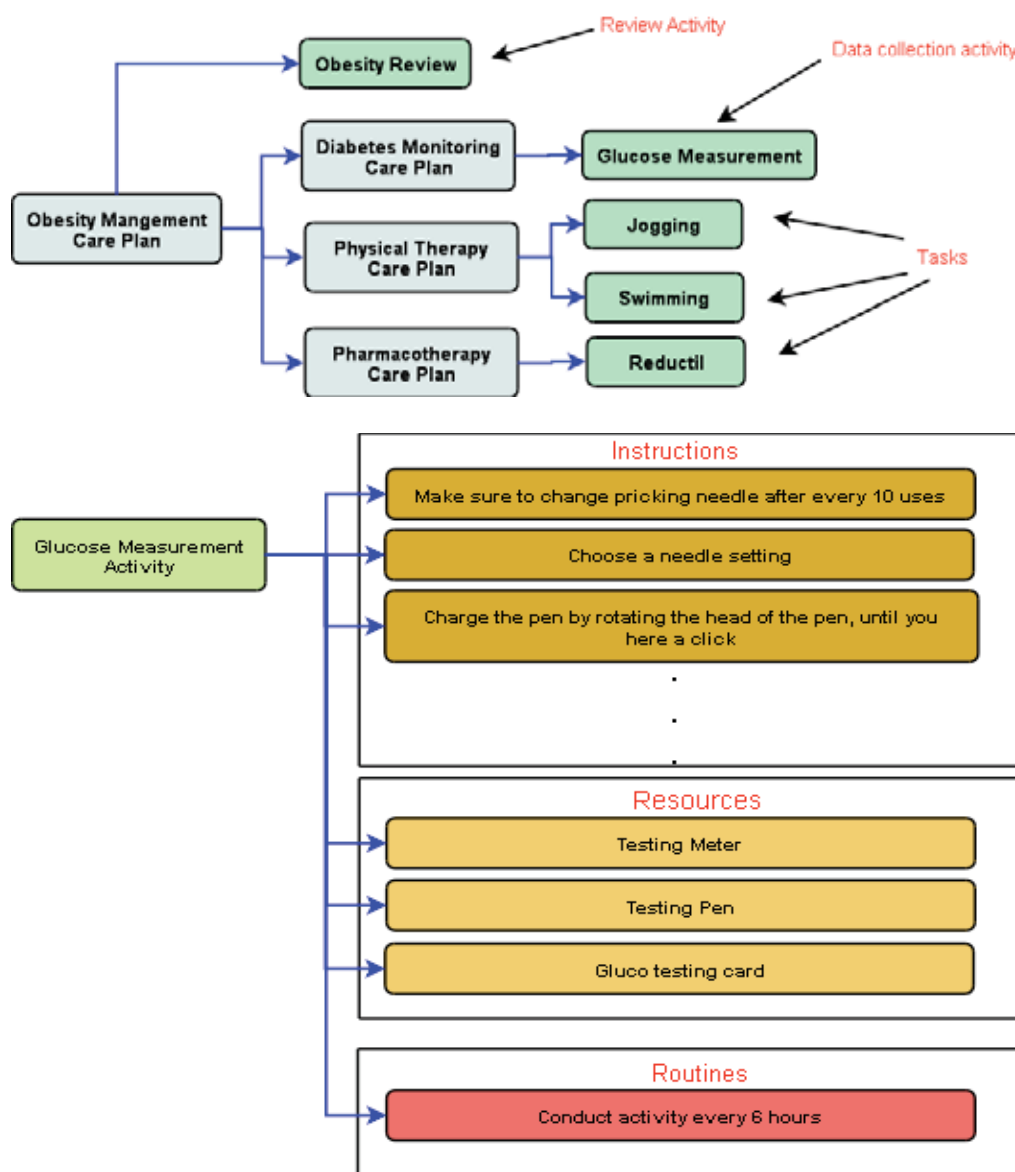 Review Activity
Obesity Review
Data collection activity
Diabetes Monitoring
Care Plan
Glucose Measurement
Obesity Mangement
Care Plan
Physical Therapy
Care Plan
Jogging
Tasks
Swimming
Pharmacotherapy
Care Plan
Reductil
Instructions
Make sure to change pricking needle after every 10 uses
Glucose Measurement
Activity
Choose a needle setting
Charge the pen by rotating the head of the pen, until you
here a click
.
.
.
Resources
Testing Meter
Testing Pen
Gluco testing card
Routines
Conduct activity every 6 hours